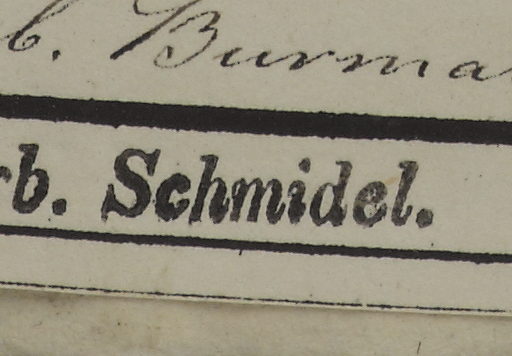 b. Burma
rb. Schmidel.